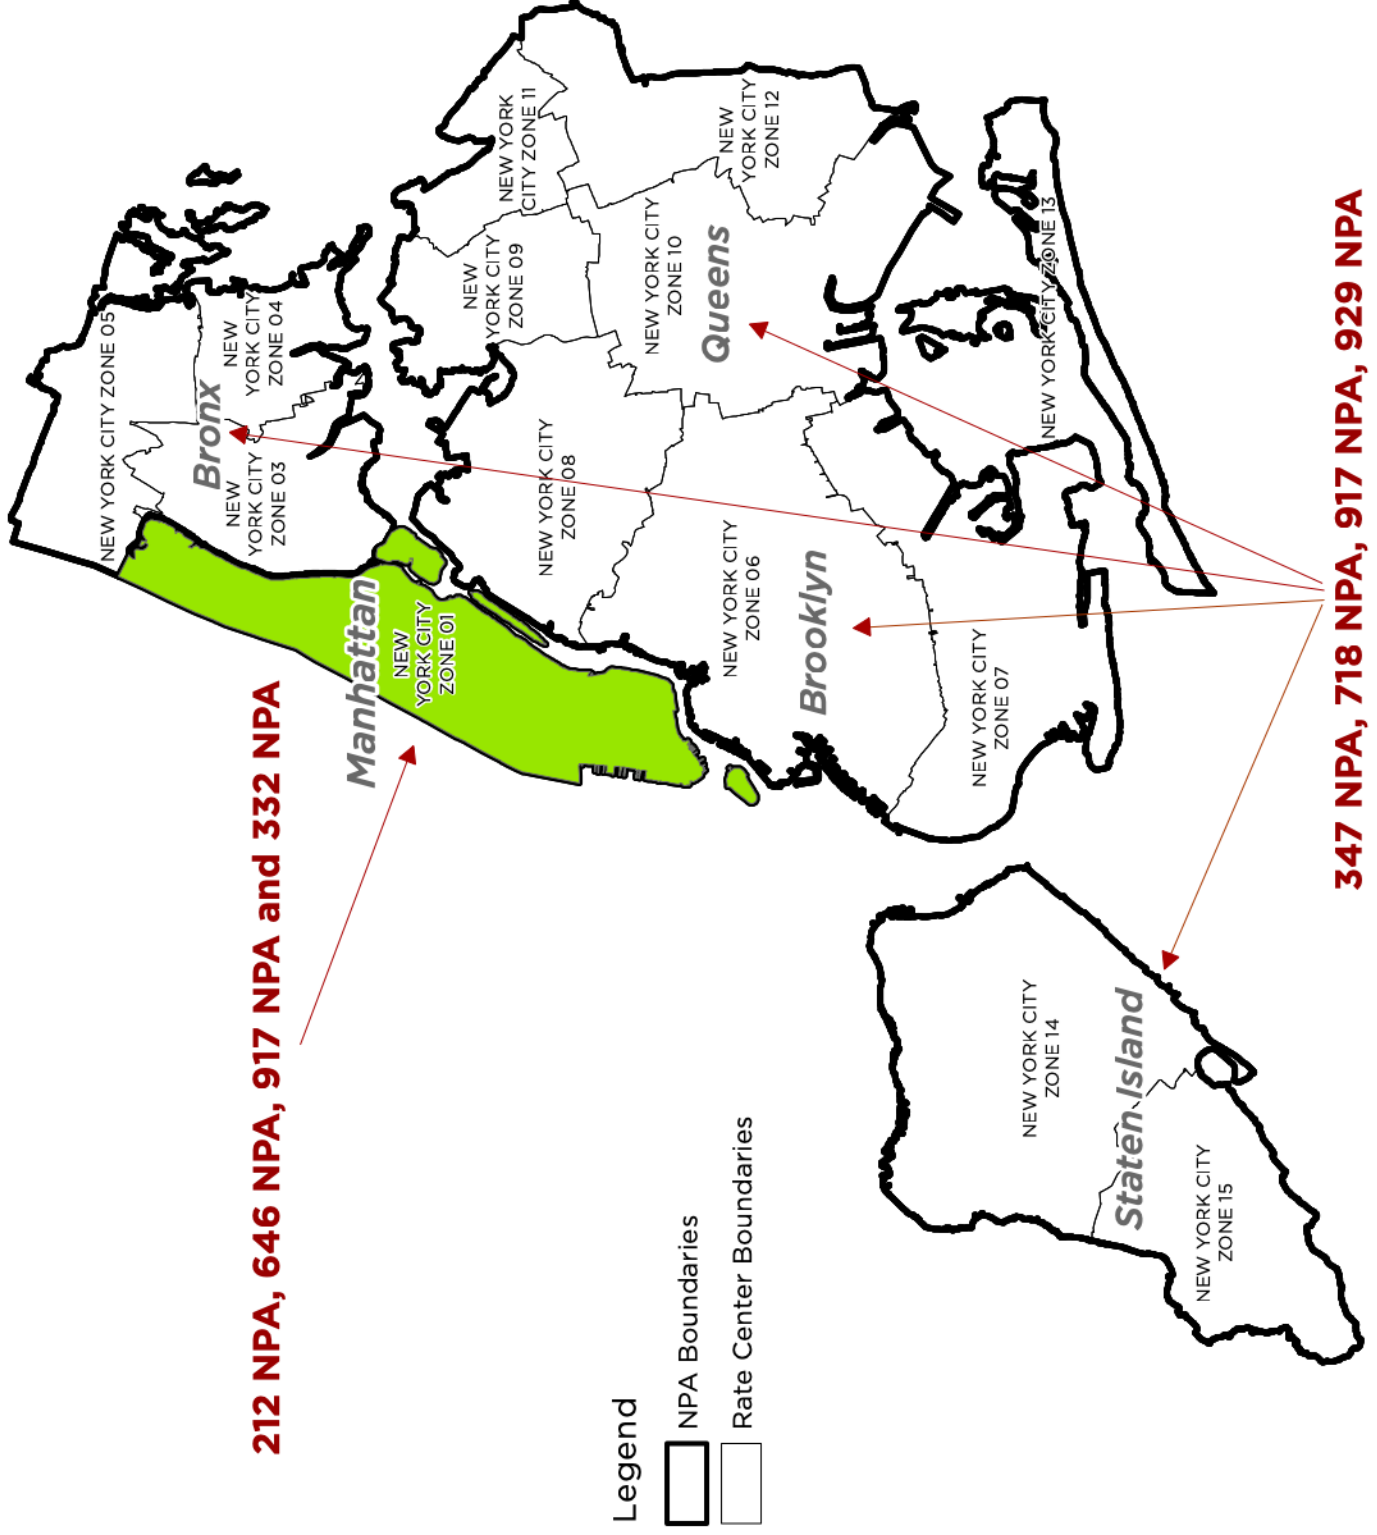 212 NPA, 646 NPA, 917 NPA and 332 NPA
Manhattan
NEW
YORK CITY
ZONE 01
NEW YORK CITY ZONE 05
Bronx
NEW
YORK CITY
ZONE 03
NEW
YORK CITY
ZONE 04
NEW YORK
CITY ZONE 11
NEW
YORK CITY
ZONE 09
NEW YORK CITY
ZONE 08
NEW YORK CITY
ZONE 10
Queens
NEW
YORK CITY
ZONE 12
NEW YORK CITY
ZONE 06
Brooklyn
NEW YORK CITY
ZONE 07
NEW YORK CITY ZONE 13
NEW YORK CITY
ZONE 14
Staten Island
NEW YORK CITY
ZONE 15
347 NPA, 718 NPA, 917 NPA, 929 NPA
Legend
NPA Boundaries
Rate Center Boundaries